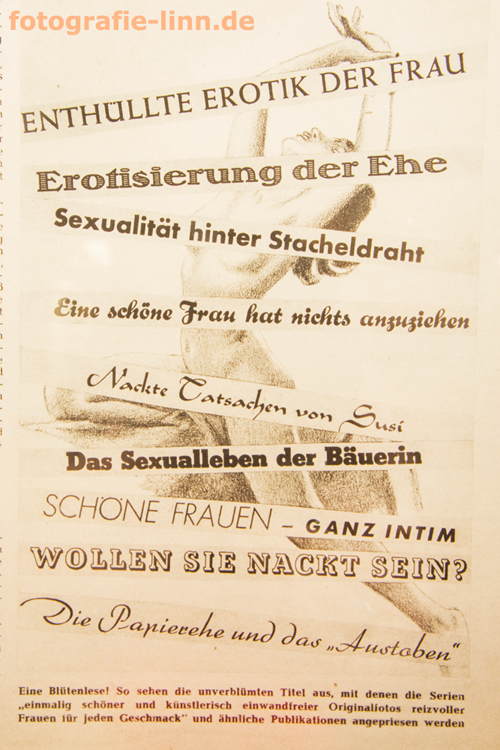 fotografie-linn.de
ENTHÜLLTE EROTIK DER FRAU
Erotisierung der Ehe
Sexualität hinter Stacheldraht
Eine schöne Frau hat nichts anzuziehen
Nackte Tatsachen von Susi
Das Sexualleben der Bäuerin
SCHÖNE FRAUEN – GANZ INTIM
WOLLEN SIE NACKT SEIN?
Die Papierehe und das „Austoben“
Eine Blütenlese! So sehen die unverblümten Titel aus, mit denen die Serien
„einmalig schöner und künstlerisch einwandfreier Originalfotos reizvoller
Frauen für jeden Geschmack" und ähnliche Publikationen angepriesen werden